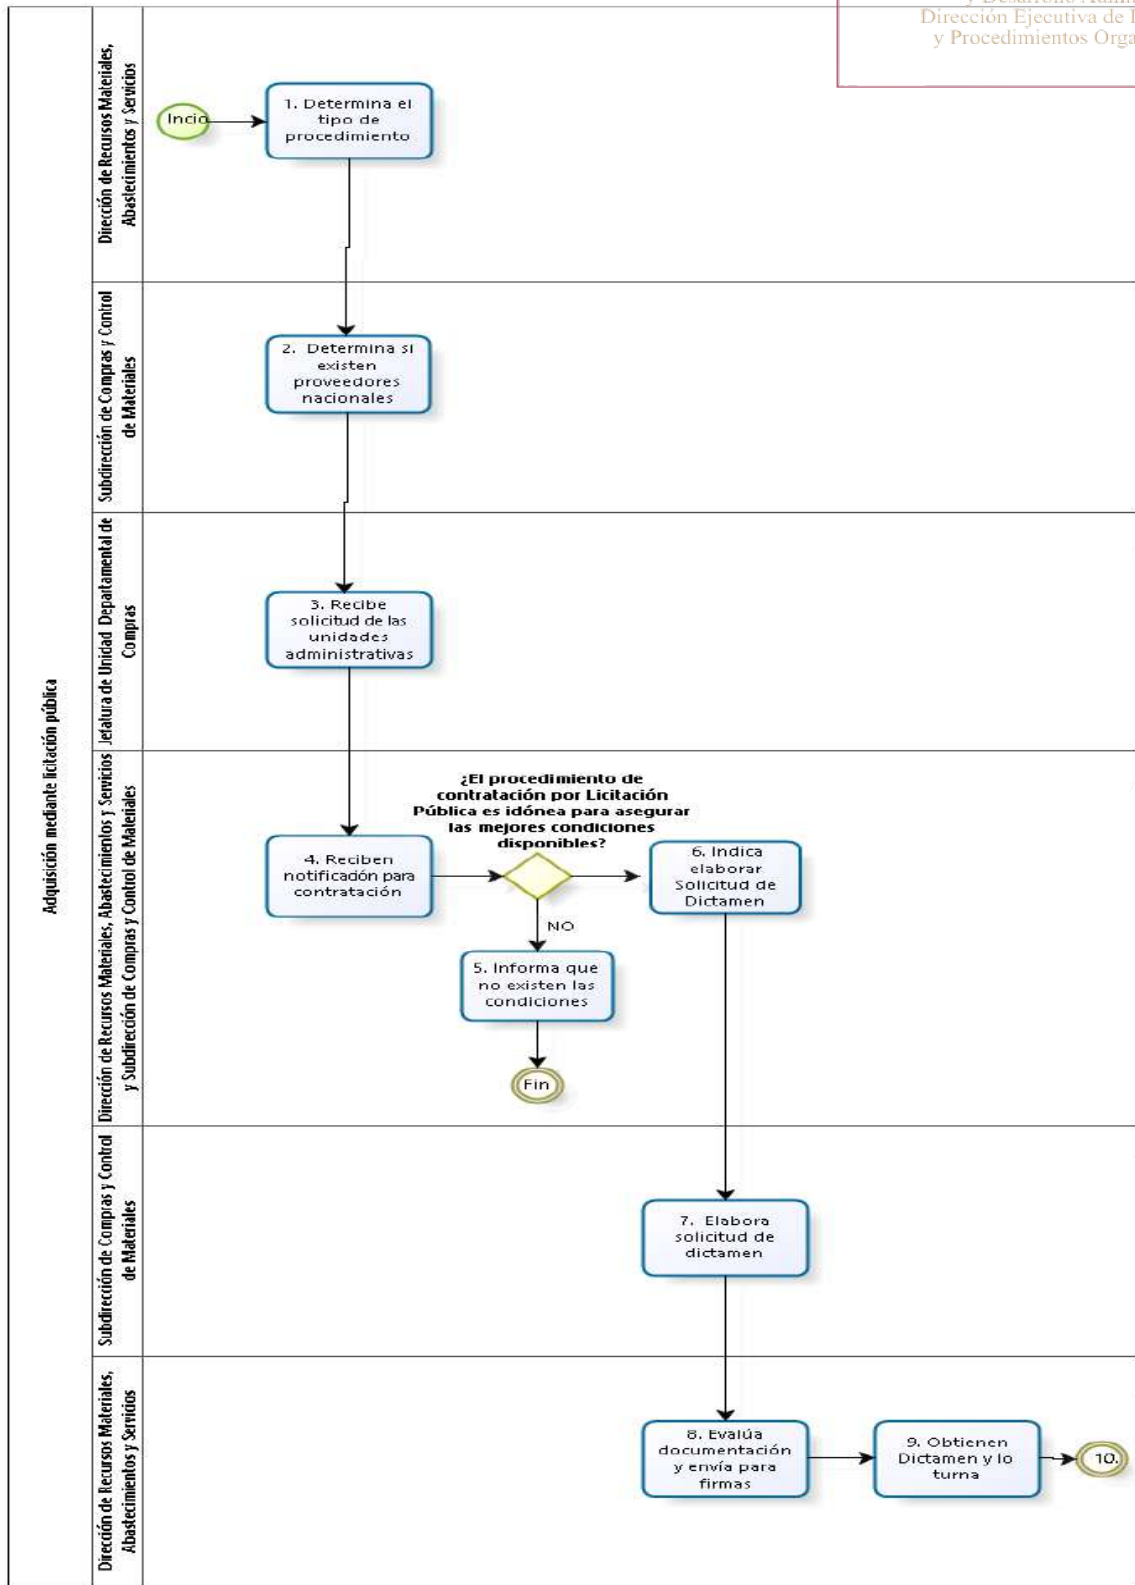 Dirección Ejecutiva de
y Procedimientos
Adquisición mediante licitación pública
Dirección de Recursos Materiales,
Abastecimientos y Servicios
Incio
1. Determina el
tipo de
procedimiento
Subdirección de Compras y Control
de Materiales
2. Determina si
existen
proveedores
nacionales
Jefatura de Unidad Departamental de
Compras
3. Recibe
solicitud de las
unidades
administrativas
Dirección de Recursos Materiales, Abastecimientos y Servicios
y Subdirección de Compras y Control de Materiales
4. Reciben
notificadón para
contratación
¿El procedimiento de
contratación por Licitación
Pública es idónea para asegurar
las mejores condiciones
disponibles?
NO
5. Informa que
no existen las
condiciones
Fin
6. Indica
elaborar
Solicitud de
Dictamen
Subdirección de Compras y Control
de Materiales
7. Elabora
solicitud de
dictamen
Dirección de Recursos Materiales,
Abastecimientos y Servicios
8. Evalúa
documentación
y envía para
firmas
9. Obtienen
Dictamen y lo
turna
10.